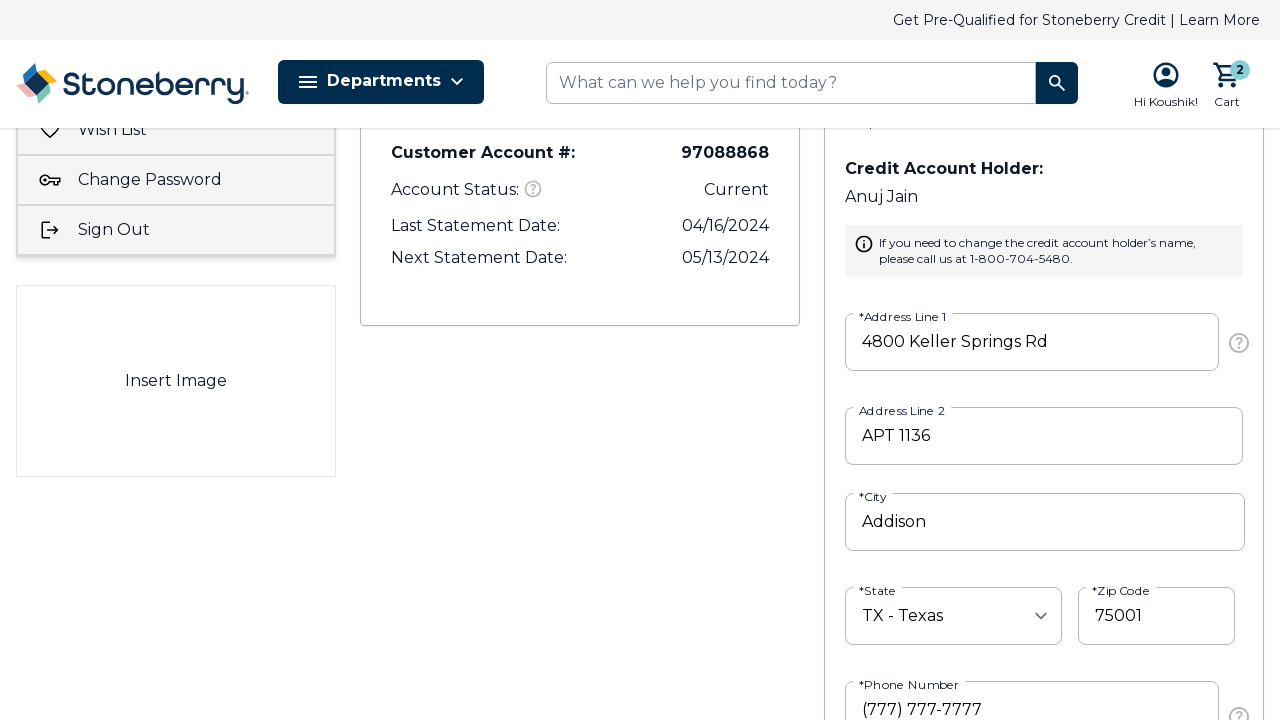 Get Pre-Qualified for Stoneberry Credit | Learn More
Stoneberry
Departments
What can we help you find today?
Hi Koushik!
2
Cart
Wish List
Change Password
Sign Out
Insert Image
Customer Account #: 97088868
Account Status: Current
Last Statement Date: 04/16/2024
Next Statement Date: 05/13/2024
Credit Account Holder:
Anuj Jain
If you need to change the credit account holder's name,
please call us at 1-800-704-5480.
*Address Line 1
4800 Keller Springs Rd
Address Line 2
APT 1136
*City
Addison
*State
TX - Texas
*Zip Code
75001
*Phone Number
(777) 777-7777